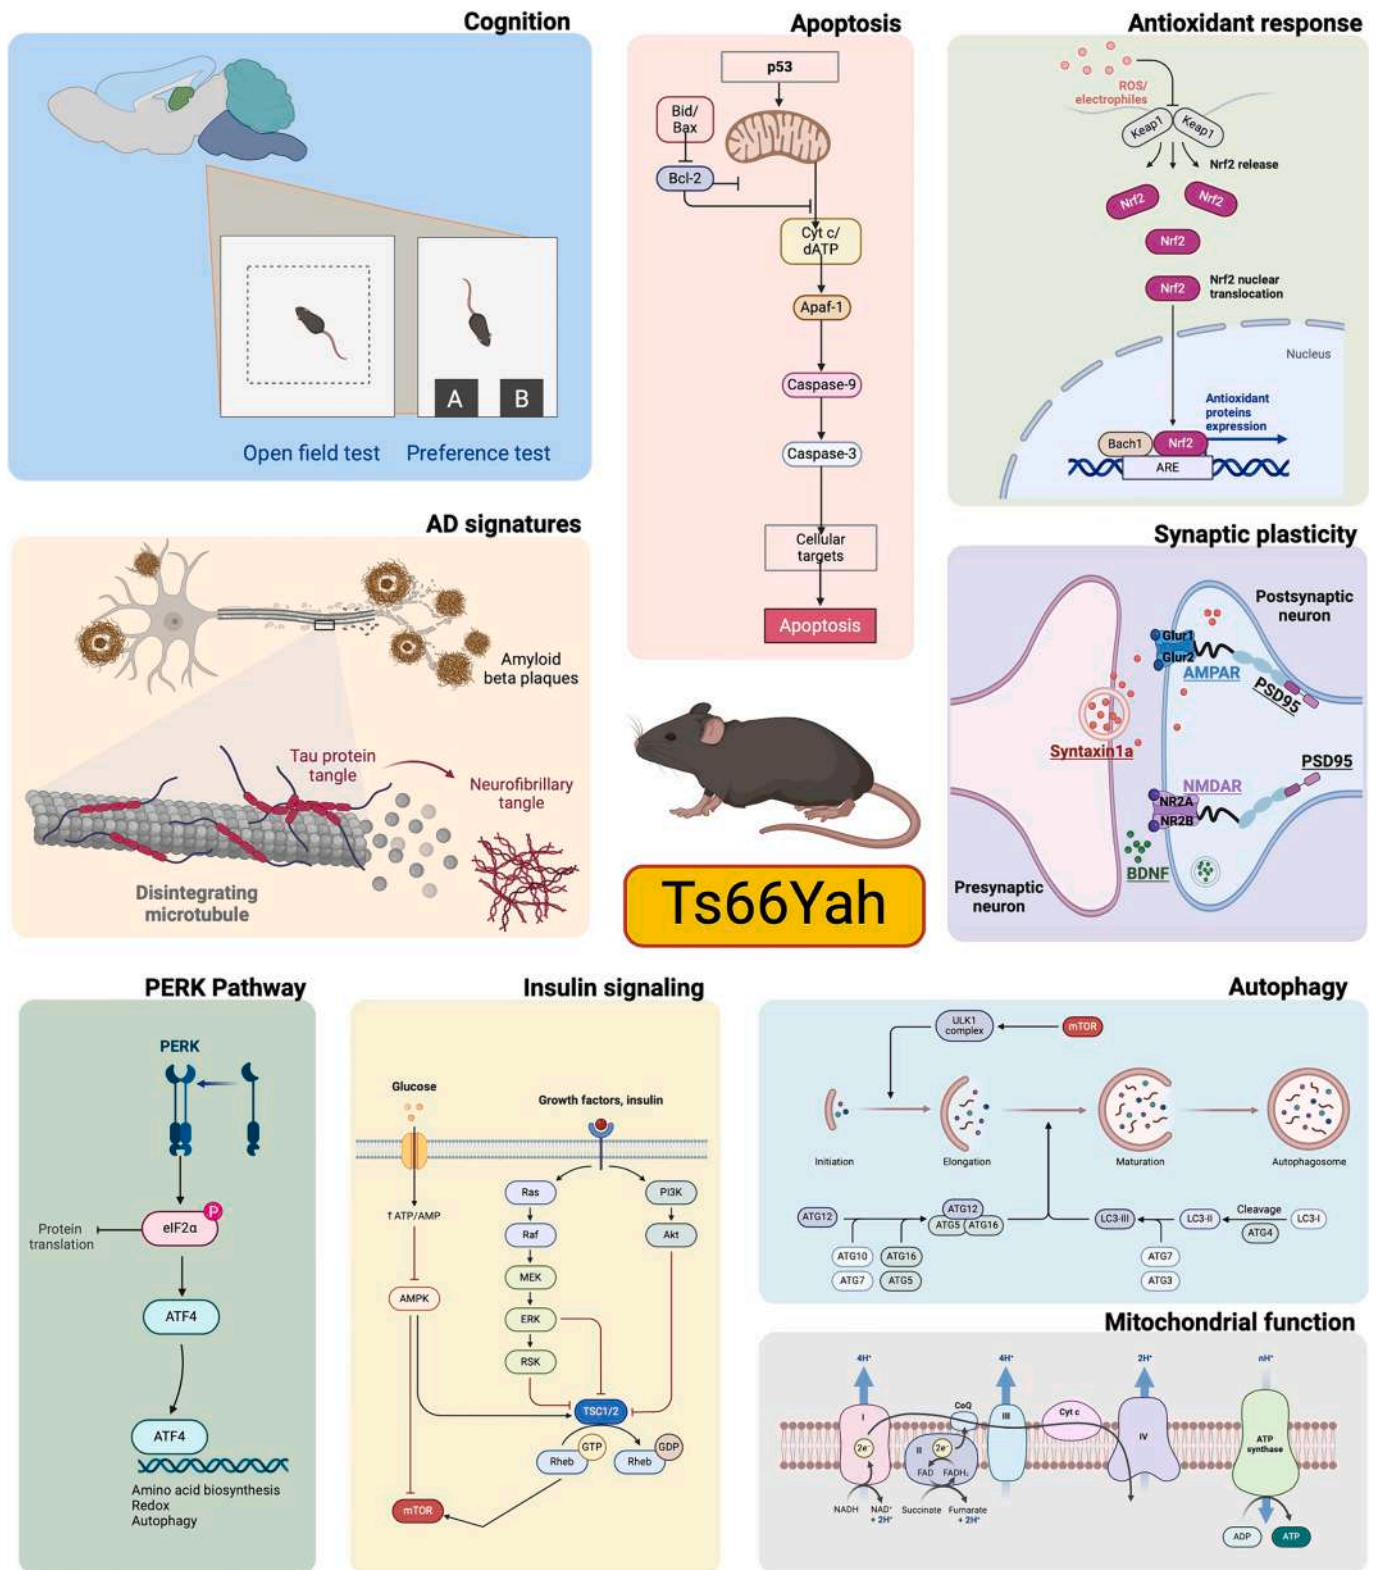 Cognition
Open field test
Preference test
A
B
Apoptosis
p53
Bid/
Bax
Bcl-2
Cyt c/
dATP
Apaf-1
Caspase-9
Caspase-3
Cellular
targets
Apoptosis
Antioxidant response
ROS/
electrophiles
Keap1
Keap1
Nrf2 release
Nrf2
Nrf2
Nrf2
Nrf2
Nrf2 nuclear
translocation
Nucleus
Antioxidant
proteins
expression
Bach1
Nrf2
ARE
AD signatures
Amyloid
beta plaques
Tau protein
tangle
Neurofibrillary
tangle
Disintegrating
microtubule
Ts66Yah
Synaptic plasticity
Postsynaptic
neuron
Glur1
Glur2
AMPAR
PSD95
Syntaxin1a
PSD95
NMDAR
NR2A
NR2B
BDNF
Presynaptic
neuron
PERK Pathway
PERK
P
eIF2α
Protein
translation
ATF4
ATF4
Amino acid biosynthesis
Redox
Autophagy
Insulin signaling
Glucose
Growth factors, insulin
↑ATP/AMP
AMPK
Ras
Raf
MEK
ERK
RSK
PI3K
Akt
TSC1/2
GTP
Rheb
GDP
Rheb
mTOR
Autophagy
ULK1
complex
mTOR
Initiation
Elongation
Maturation
Autophagosome
ATG12
ATG10
ATG7
ATG16
ATG5
ATG12
ATG5
ATG16
LC3-III
LC3-II
Cleavage
ATG4
LC3-I
ATG7
ATG3
Mitochondrial function
4H⁺
4H⁺
2H⁺
nH⁺
I
2e⁻
CoQ
II
2e⁻
FAD
FADH₂
III
Cyt c
IV
ATP
synthase
NADH
NAD⁺
+ 2H⁺
Succinate
Fumarate
+ 2H⁺
ADP
ATP